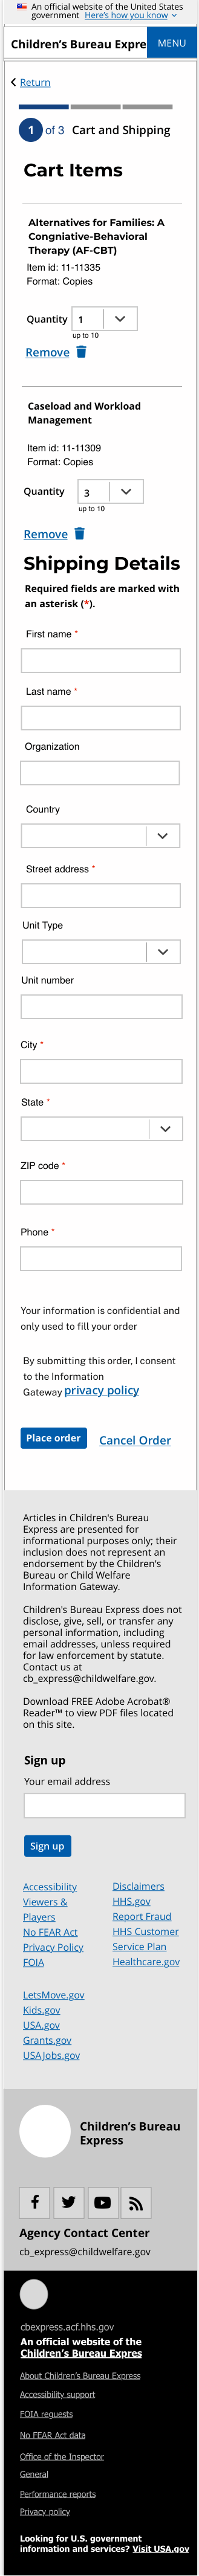 An official website of the United States
government Here's how you know
Children's Bureau Expre
MENU
Return
1 of 3 Cart and Shipping
Cart Items
Alternatives for Families: A
Congniative-Behavioral
Therapy (AF-CBT)
Item id: 11-11335
Format: Copies
Quantity 1
up to 10
Remove
Caseload and Workload
Management
Item id: 11-11309
Format: Copies
Quantity 3
up to 10
Remove
Shipping Details
Required fields are marked with
an asterisk (*).
First name *
Last name *
Organization
Country
Street address *
Unit Type
Unit number
City *
State *
ZIP code *
Phone *
Your information is confidential and
only used to fill your order
By submitting this order, I consent
to the Information
Gateway privacy policy
Place order Cancel Order
Articles in Children's Bureau
Express are presented for
informational purposes only; their
inclusion does not represent an
endorsement by the Children's
Bureau or Child Welfare
Information Gateway.
Children's Bureau Express does not
disclose, give, sell, or transfer any
personal information, including
email addresses, unless required
for law enforcement by statute.
Contact us at
cb_express@childwelfare.gov.
Download FREE Adobe Acrobat®
Reader™ to view PDF files located
on this site.
Sign up
Your email address
Sign up
Accessibility
Viewers &
Players
No FEAR Act
Privacy Policy
FOIA
LetsMove.gov
Kids.gov
USA.gov
Grants.gov
USAJobs.gov
Disclaimers
HHS.gov
Report Fraud
HHS Customer
Service Plan
Healthcare.gov
Children's Bureau
Express
Agency Contact Center
cb_express@childwelfare.gov
cbexpress.acf.hhs.gov
An official website of the
Children's Bureau Expres
About Children's Bureau Express
Accessibility support
FOIA requests
No FEAR Act data
Office of the Inspector
General
Performance reports
Privacy policy
Looking for U.S. government
information and services? Visit USA.gov